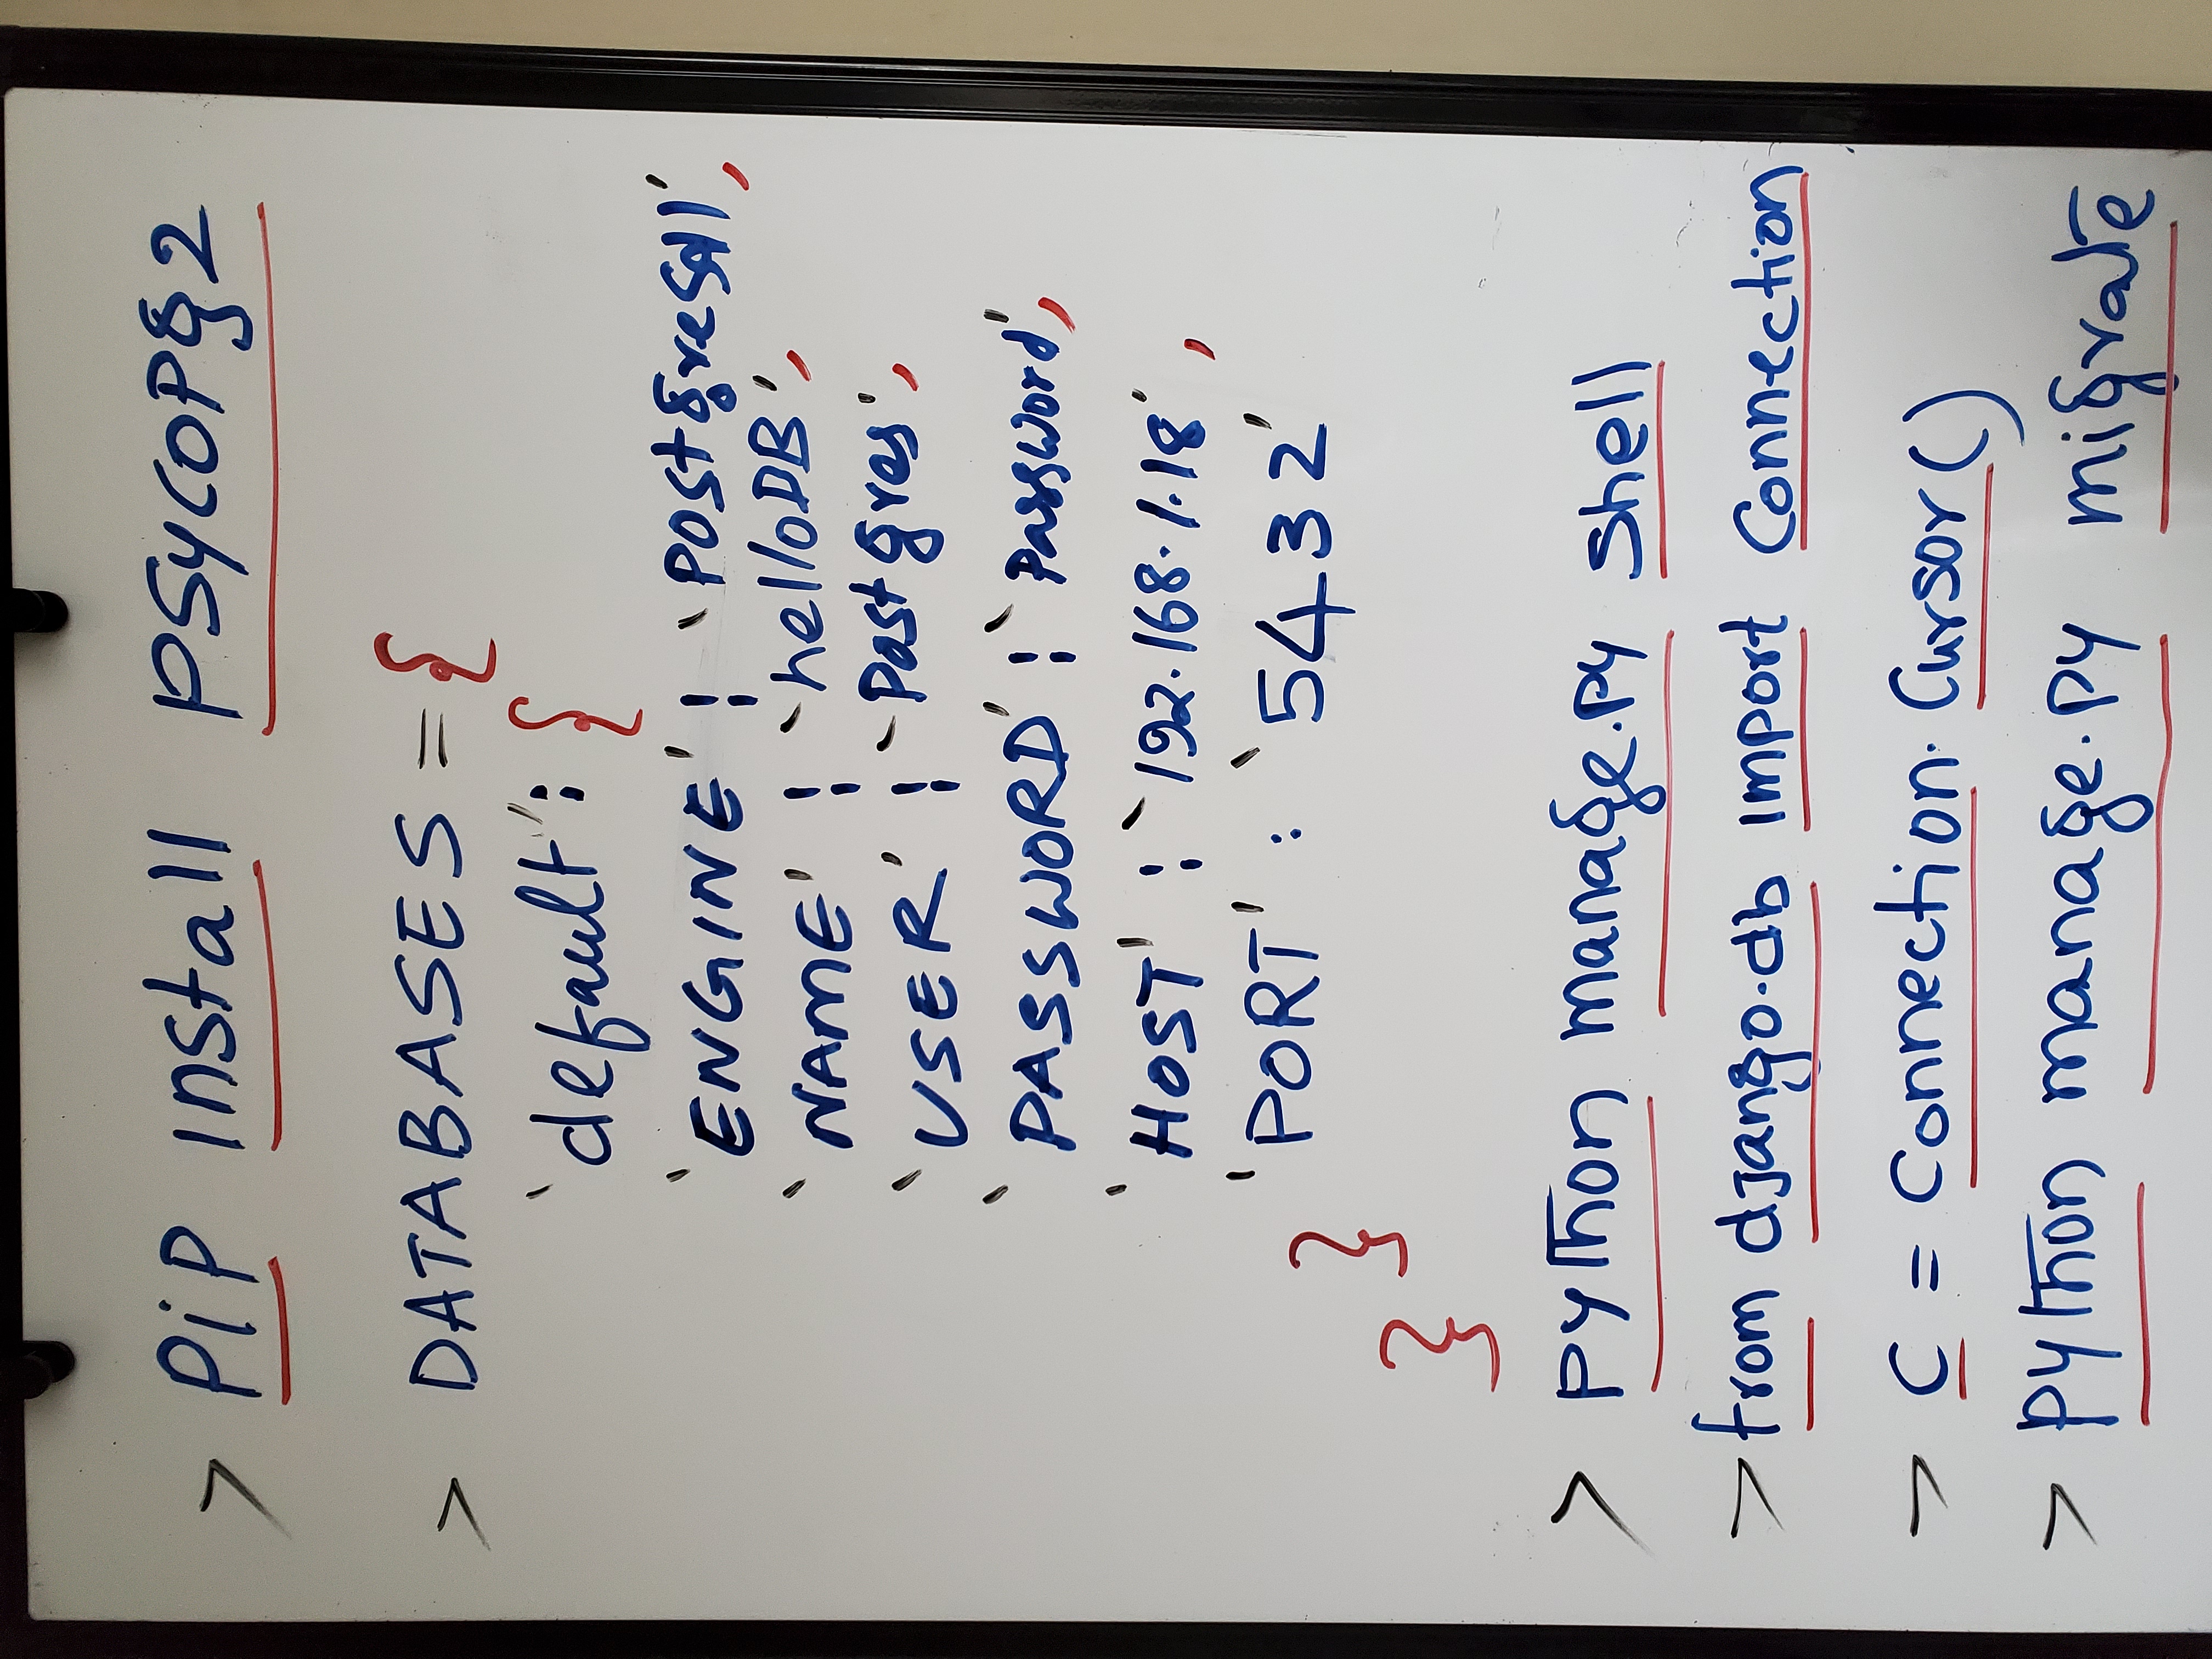 > pip install psycopg2
> DATABASES = {
'default': {
'ENGINE' : 'postgresql',
'NAME' : 'helloDB',
'USER' : 'postgres',
'PASSWORD' : 'password',
'HOST' : '192.168.1.18',
'PORT' : '5432'
}
}
> python manage.py shell
> from django.db import connection
> c = connection.cursor()
> python manage.py migrate